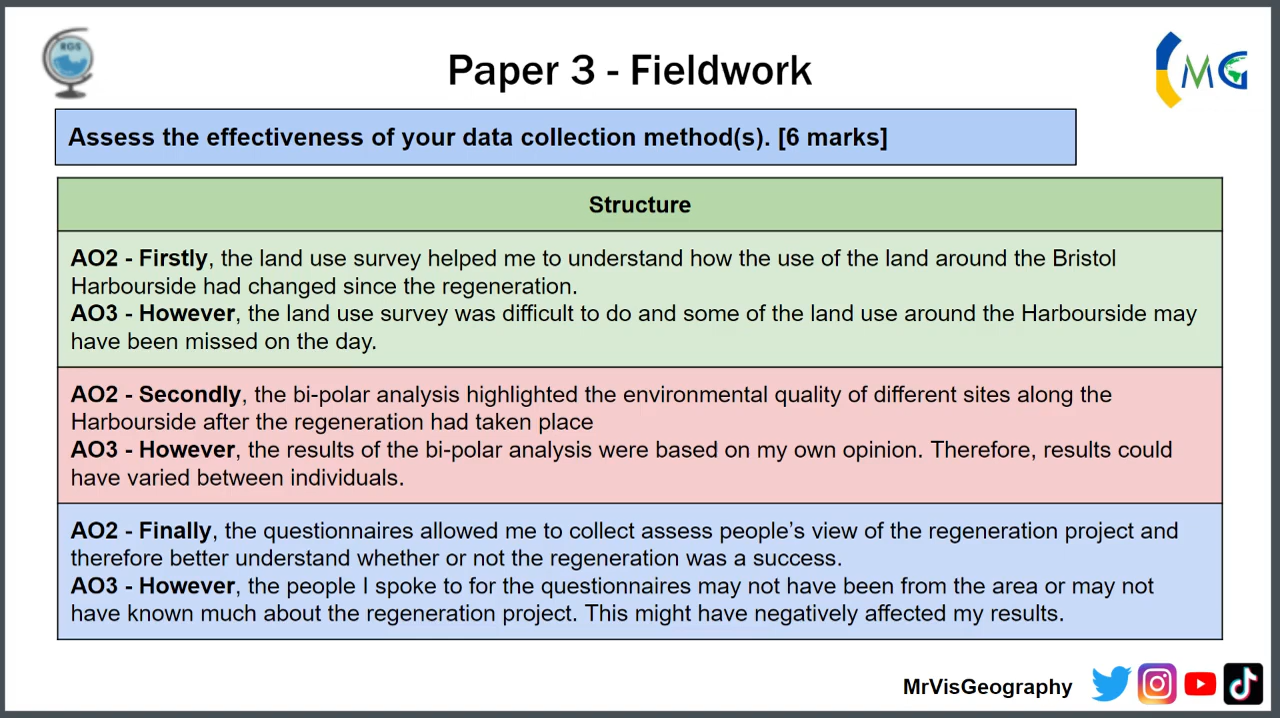 RGS
Paper 3 - Fieldwork
MG
Assess the effectiveness of your data collection method(s). [6 marks]
Structure
AO2 - Firstly, the land use survey helped me to understand how the use of the land around the Bristol
Harbourside had changed since the regeneration.
AO3 - However, the land use survey was difficult to do and some of the land use around the Harbourside may
have been missed on the day.
AO2 - Secondly, the bi-polar analysis highlighted the environmental quality of different sites along the
Harbourside after the regeneration had taken place
AO3 - However, the results of the bi-polar analysis were based on my own opinion. Therefore, results could
have varied between individuals.
AO2 - Finally, the questionnaires allowed me to collect assess people’s view of the regeneration project and
therefore better understand whether or not the regeneration was a success.
AO3 - However, the people I spoke to for the questionnaires may not have been from the area or may not
have known much about the regeneration project. This might have negatively affected my results.
MrVisGeography